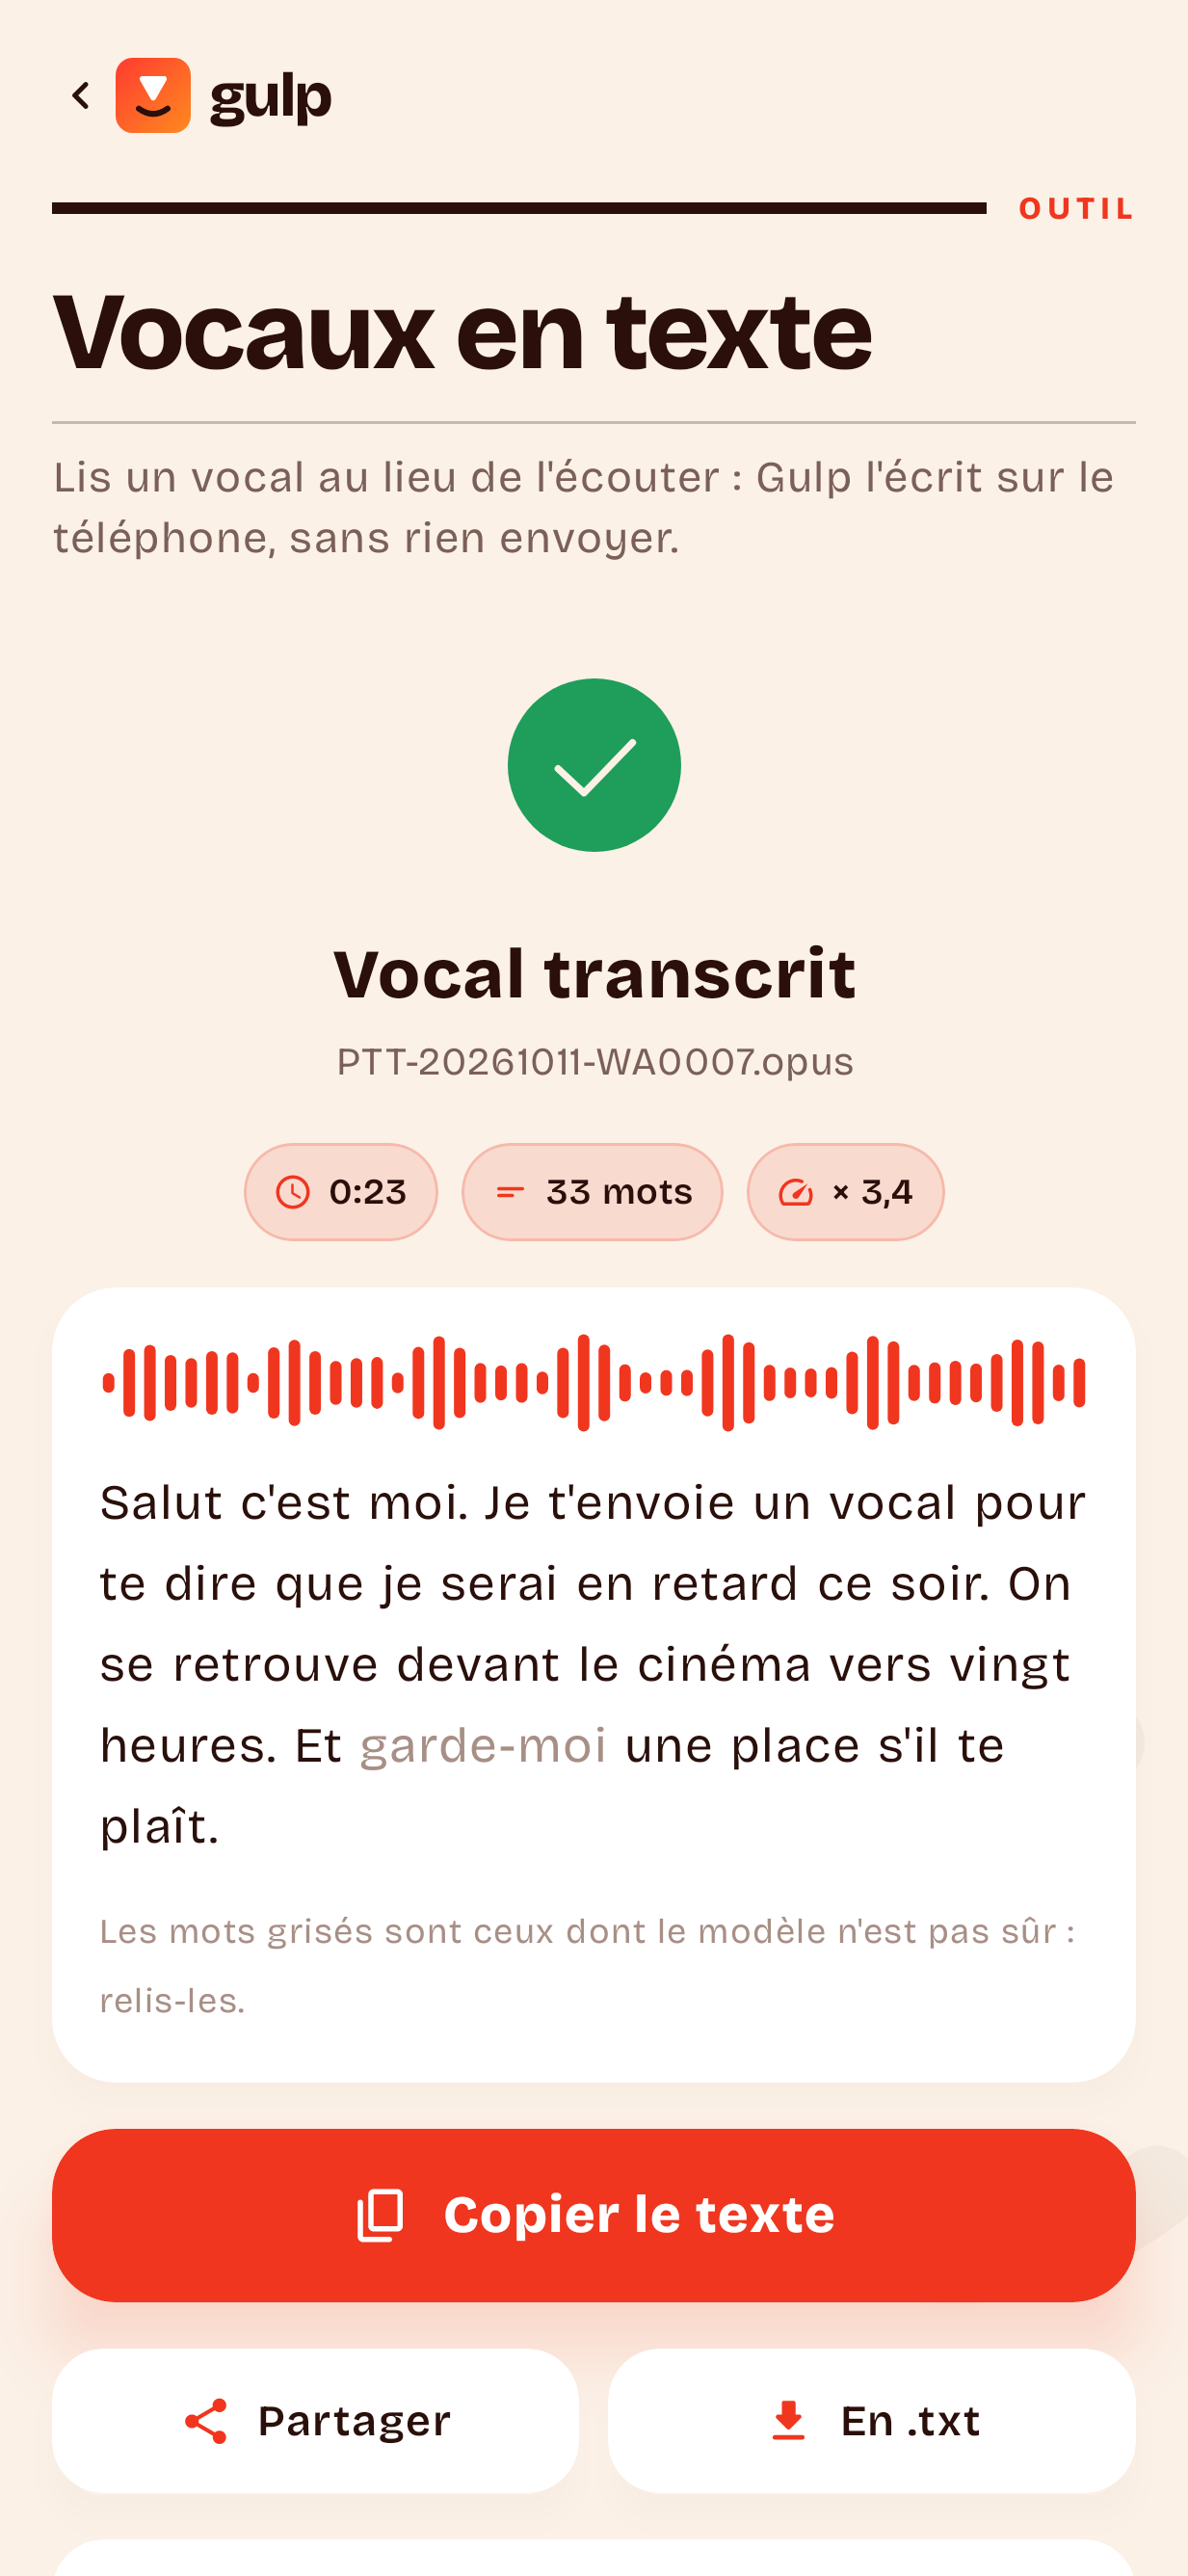 gulp
OUTIL
Vocaux en texte
Lis un vocal au lieu de l'écouter : Gulp l'écrit sur le
téléphone, sans rien envoyer.
Vocal transcrit
PTT-20261011-WA0007.opus
0:23 33 mots × 3,4
Salut c'est moi. Je t'envoie un vocal pour
te dire que je serai en retard ce soir. On
se retrouve devant le cinéma vers vingt
heures. Et garde-moi une place s'il te
plaît.
Les mots grisés sont ceux dont le modèle n'est pas sûr :
relis-les.
Copier le texte
Partager En .txt